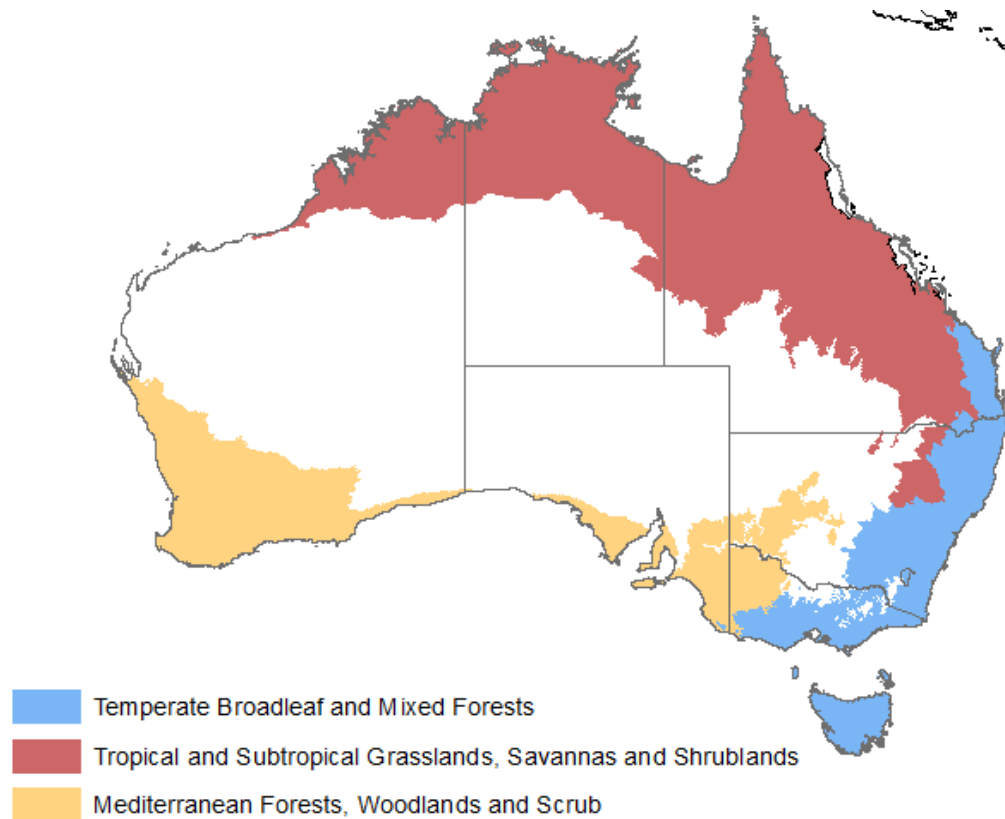 Temperate Broadleaf and Mixed Forests
Tropical and Subtropical Grasslands, Savannas and Shrublands
Mediterranean Forests, Woodlands and Scrub